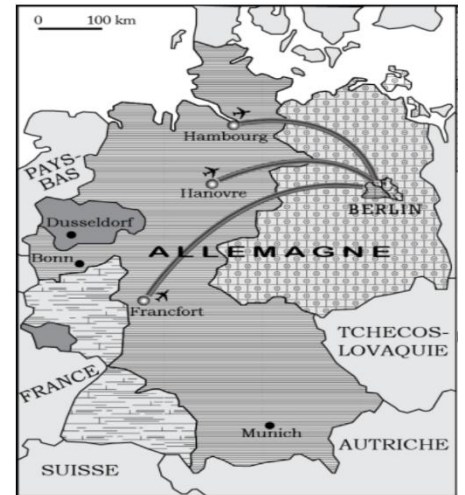 0 100 km
Hambourg
PAYS-
BAS
Hanovre
BERLIN
Dusseldorf
ALLEMAGNE
Bonn
Francfort
TCHECOS-
LOVAQUIE
FRANCE
Munich
AUTRICHE
SUISSE